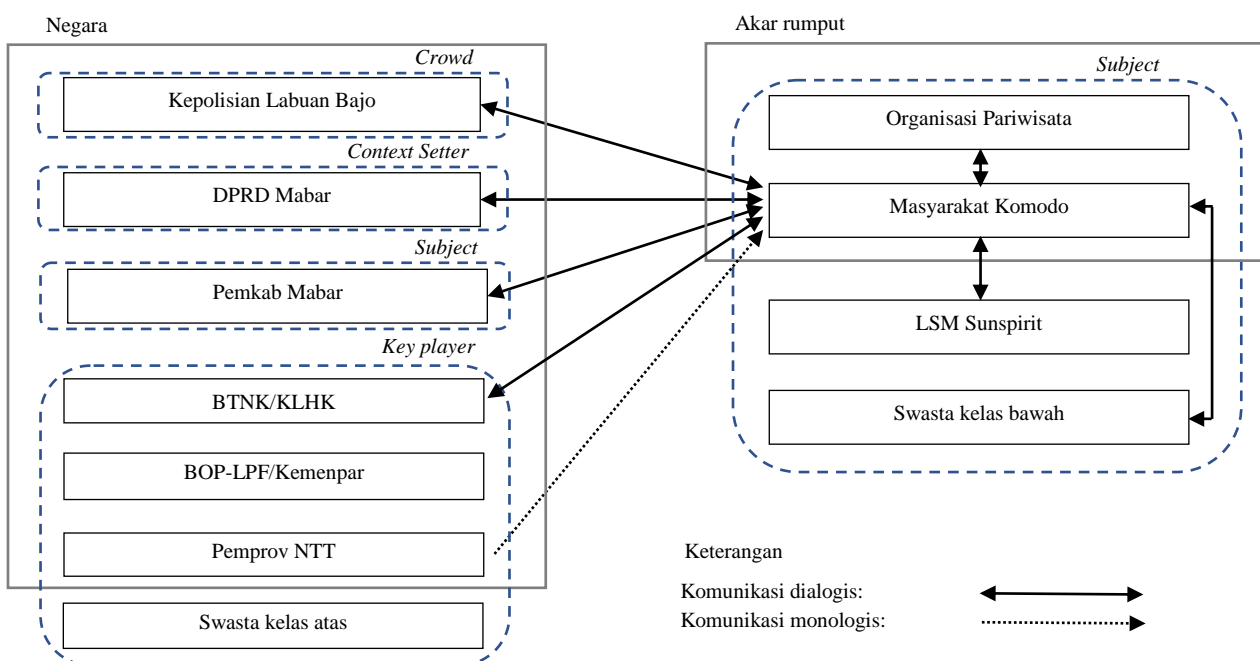 Negara
Crowd
Kepolisian Labuan Bajo
Context Setter
DPRD Mabar
Subject
Pemkab Mabar
Key player
BTNK/KLHK
BOP-LPF/Kemenpar
Pemprov NTT
Swasta kelas atas
Akar rumput
Subject
Organisasi Pariwisata
Masyarakat Komodo
LSM Sunspirit
Swasta kelas bawah
Keterangan
Komunikasi dialogis:
Komunikasi monologis: